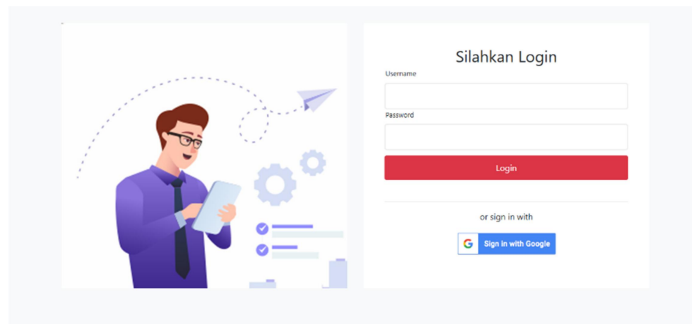 Silahkan Login
Username
Password
Login
or sign in with
Sign in with Google